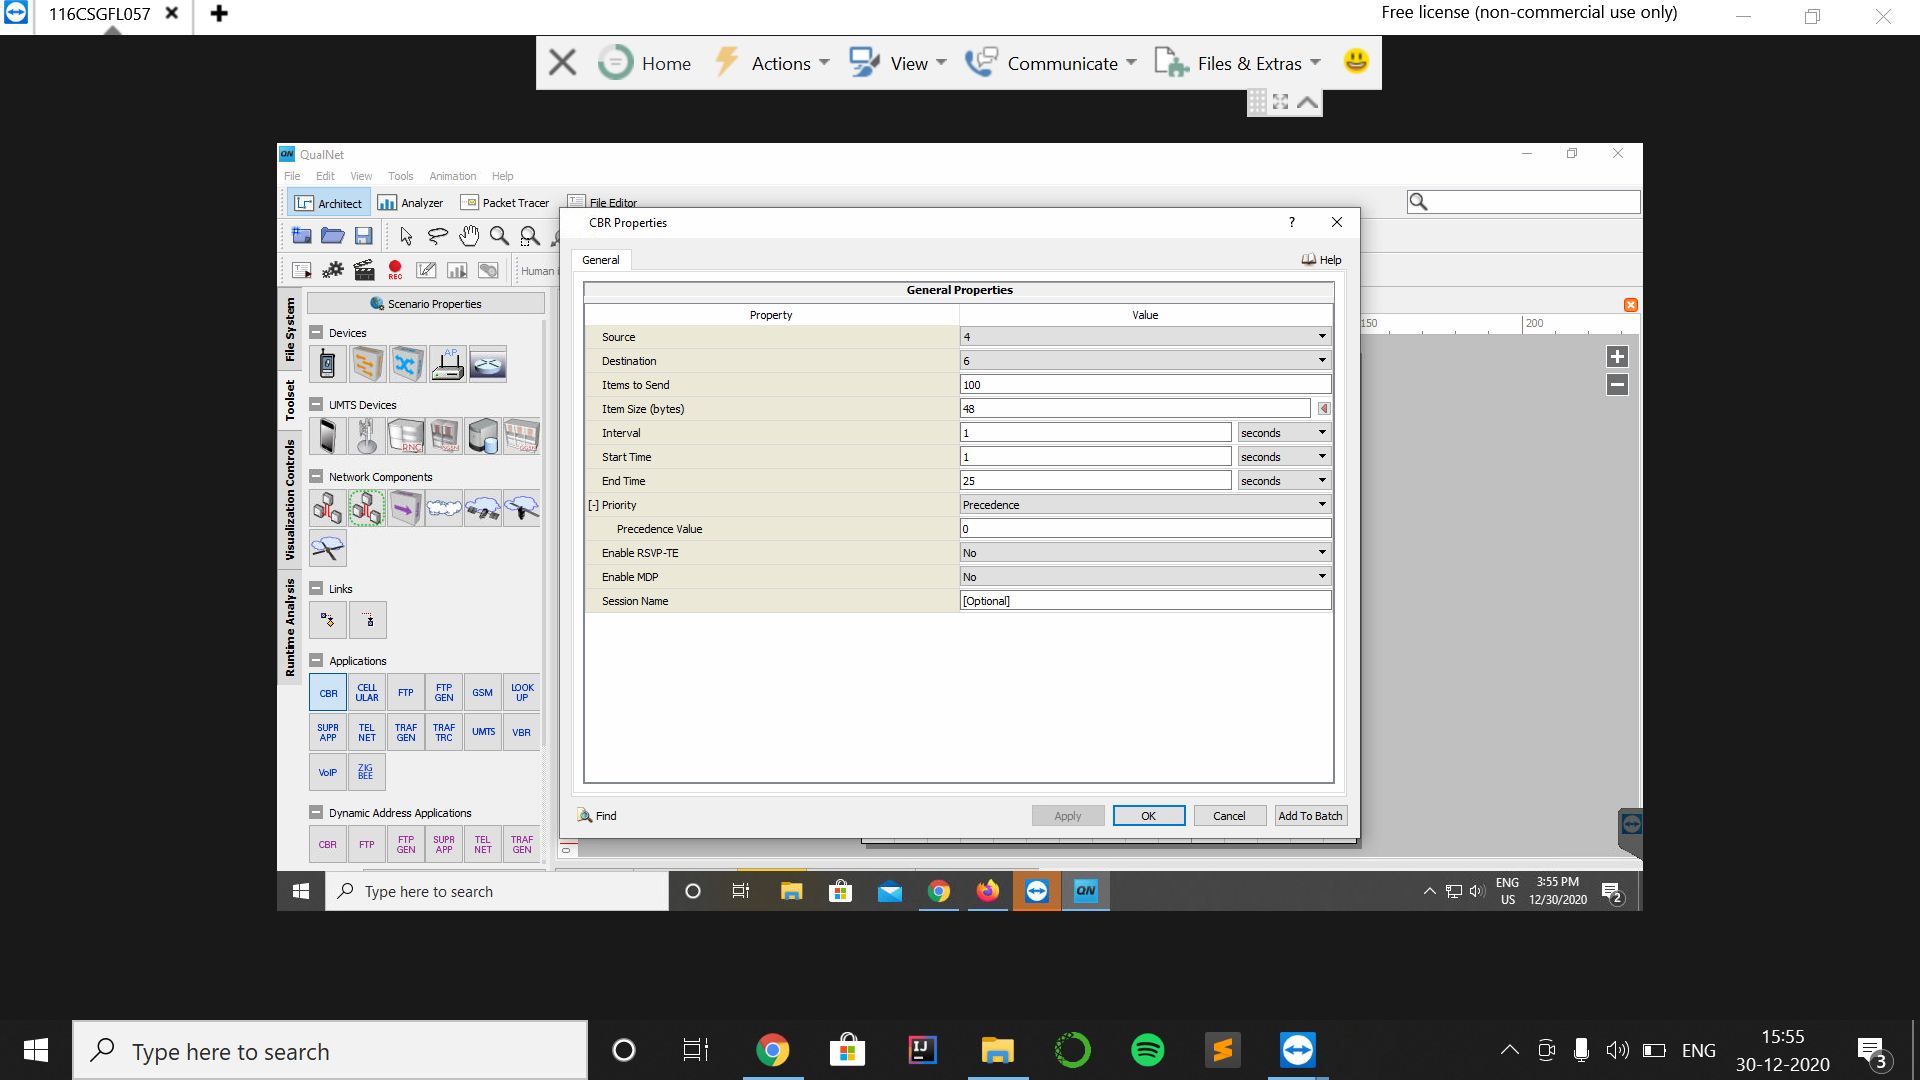 116CSGFL057
Free license (non-commercial use only)
Home
Actions
View
Communicate
Files & Extras
QN QualNet
File Edit View Tools Animation Help
Architect Analyzer Packet Tracer File Editor
CBR Properties
?
REC
Human i
General
Help
Scenario Properties
File System
Toolset
Visualization Controls
Runtime Analysis
General Properties
Property Value
Source 4
Destination 6
Items to Send 100
Item Size (bytes) 48
Interval 1 seconds
Start Time 1 seconds
End Time 25 seconds
[-] Priority Precedence
Precedence Value 0
Enable RSVP-TE No
Enable MDP No
Session Name [Optional]
Find
Apply OK Cancel Add To Batch
150
200
Devices
AP
UMTS Devices
RNC
Network Components
Links
Applications
CBR
CELL
ULAR
FTP
FTP
GEN
GSM
LOOK
UP
SUPR
APP
TEL
NET
TRAF
GEN
TRAF
TRC
UMTS
VBR
VoIP
ZIG
BEE
Dynamic Address Applications
CBR
FTP
FTP
GEN
SUPR
APP
TEL
NET
TRAF
GEN
0
Type here to search
QN
ENG
US
3:55 PM
12/30/2020
2
Type here to search
IJ
ENG
15:55
30-12-2020
3